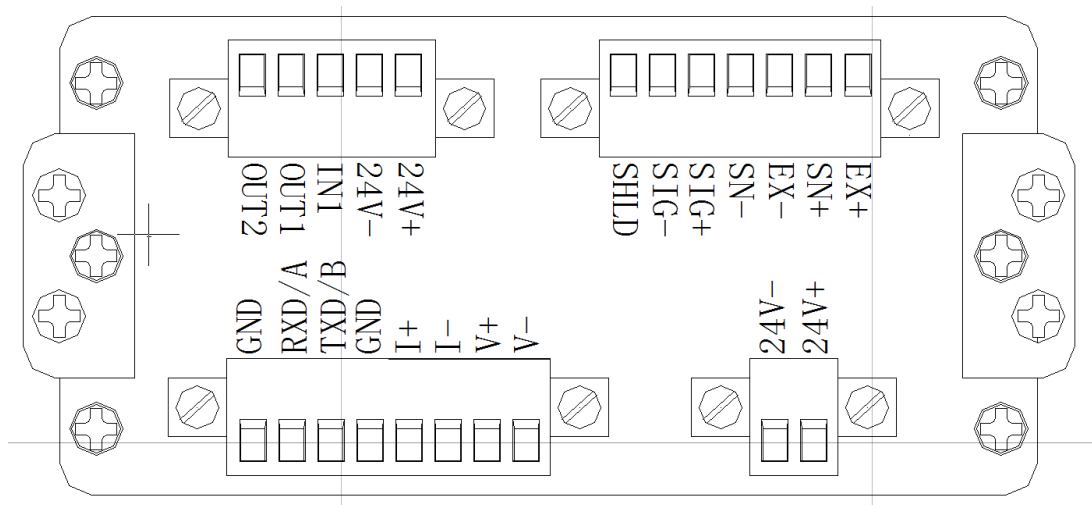 OUT2
OUT1
IN1
24V-
24V+
SHLD
SIG-
SIG+
SN-
EX-
SN+
EX+
GND
RXD/A
TXD/B
GND
I+
I-
V+
V-
24V-
24V+